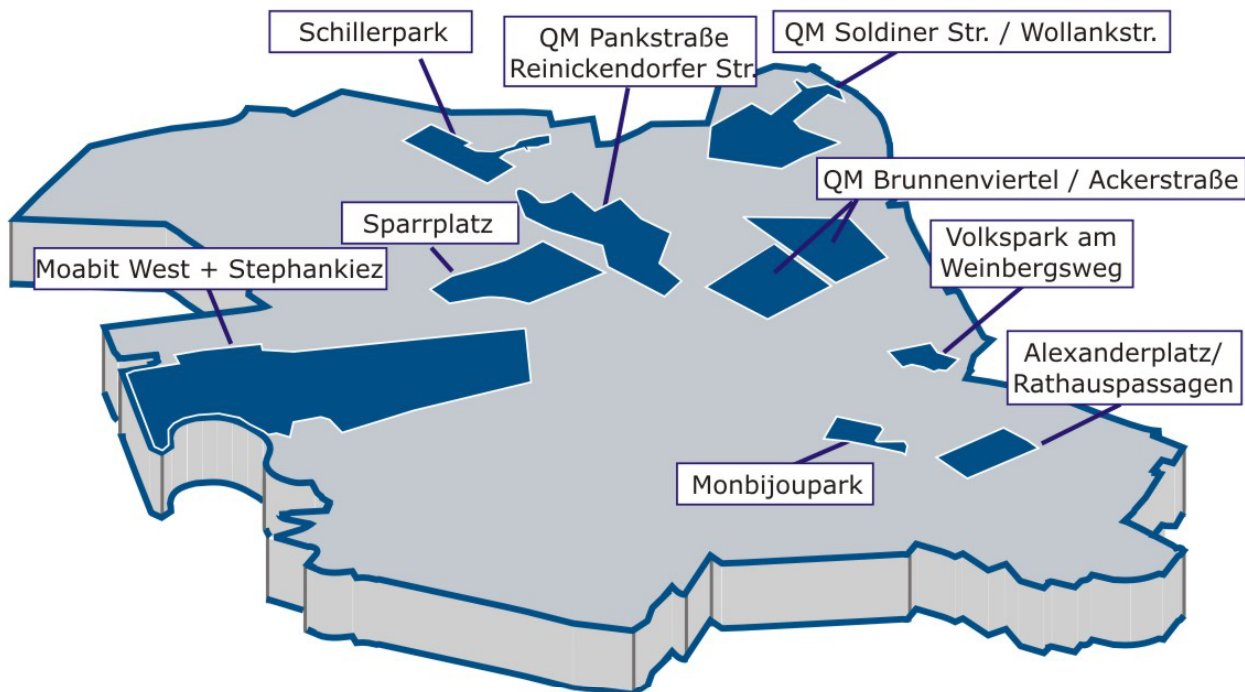 Schillerpark
QM Pankstraße
Reinickendorfer Str.
QM Soldiner Str. / Wollankstr.
QM Brunnenviertel / Ackerstraße
Sparrplatz
Volkspark am
Weinbergsweg
Moabit West + Stephankiez
Alexanderplatz/
Rathauspassagen
Monbijoupark